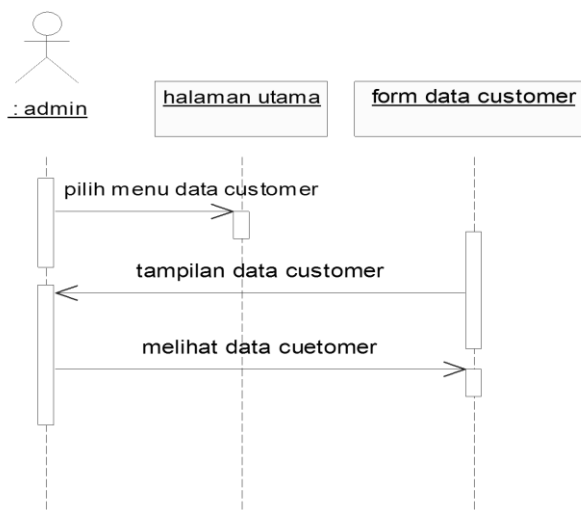 : admin
halaman utama
form data customer
pilih menu data customer
tampilan data customer
melihat data cuetomer